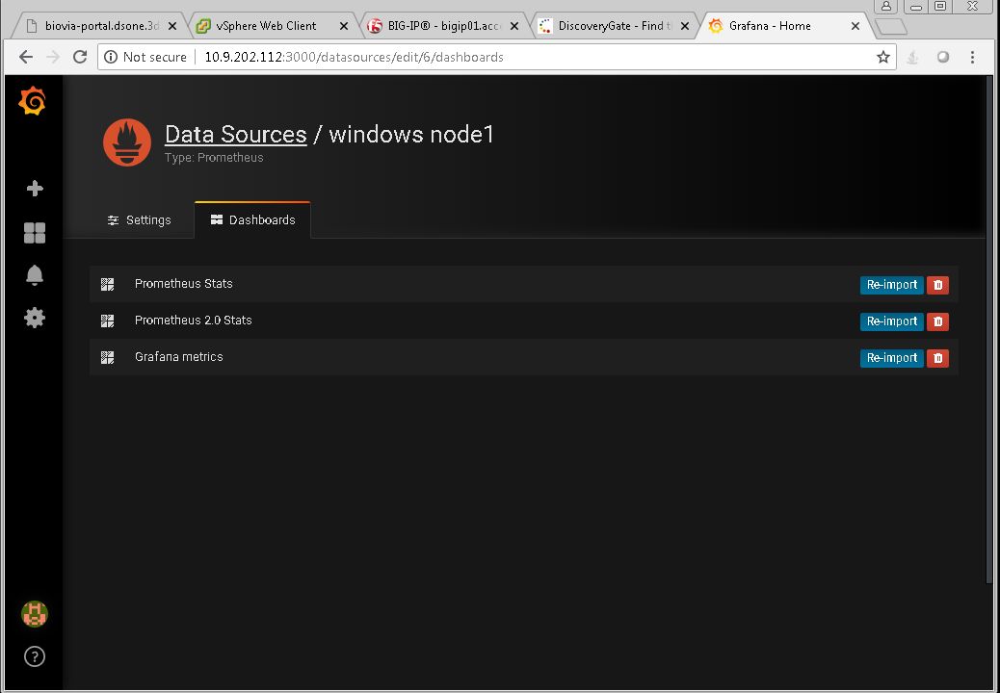 biovia-portal.dsone.3d
vSphere Web Client
BIG-IP® - bigip01.acce
DiscoveryGate - Find t
Grafana - Home
Not secure
10.9.202.112:3000/datasources/edit/6/dashboards
Data Sources / windows node1
Type: Prometheus
Settings
Dashboards
Prometheus Stats
Re-import
Prometheus 2.0 Stats
Re-import
Grafana metrics
Re-import